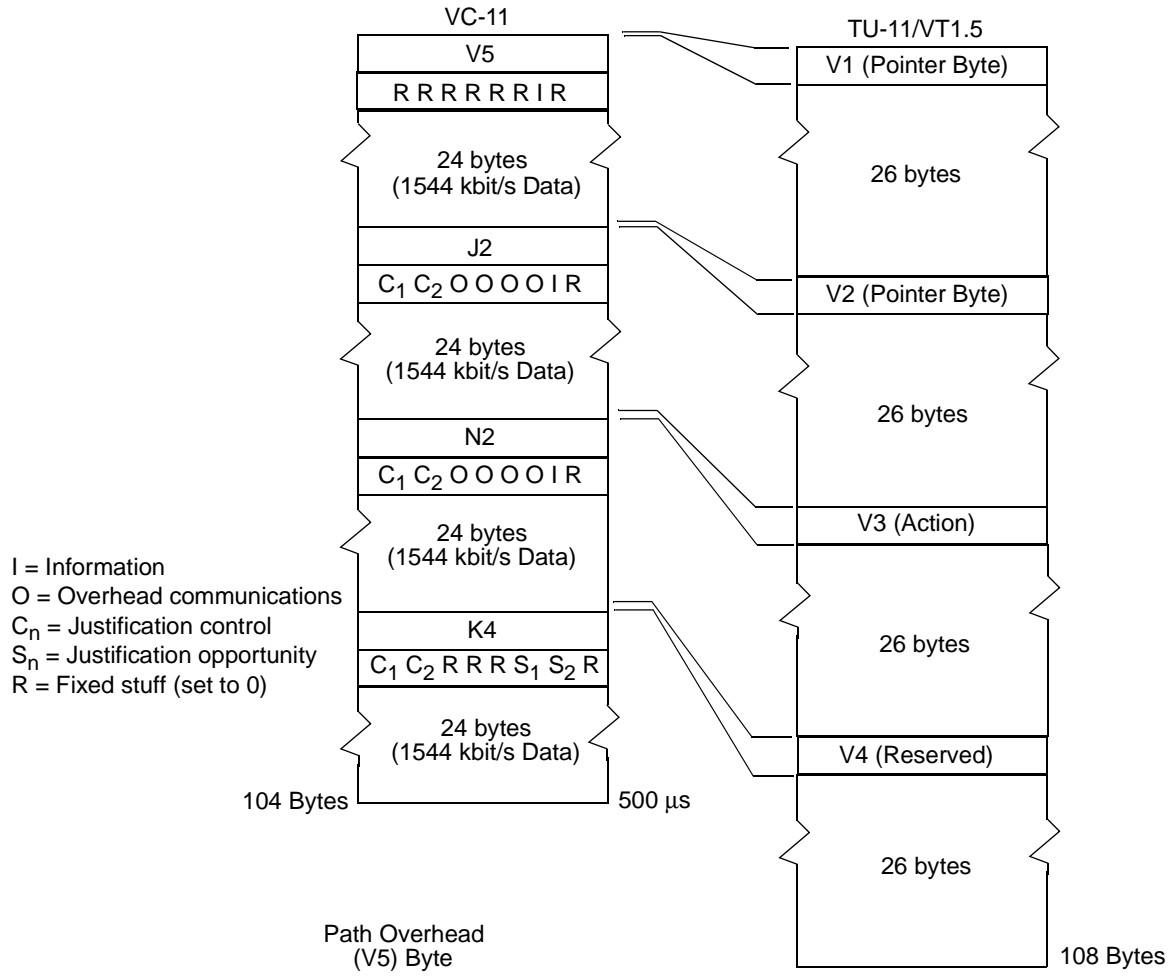 VC-11
V5
R R R R R R I R
24 bytes
(1544 kbit/s Data)
J2
C1 C2 O O O O I R
24 bytes
(1544 kbit/s Data)
N2
C1 C2 O O O O I R
24 bytes
(1544 kbit/s Data)
K4
C1 C2 R R R S1 S2 R
24 bytes
(1544 kbit/s Data)
104 Bytes
500 μs
TU-11/VT1.5
V1 (Pointer Byte)
26 bytes
V2 (Pointer Byte)
26 bytes
V3 (Action)
26 bytes
V4 (Reserved)
26 bytes
108 Bytes
I = Information
O = Overhead communications
Cn = Justification control
Sn = Justification opportunity
R = Fixed stuff (set to 0)
Path Overhead
(V5) Byte